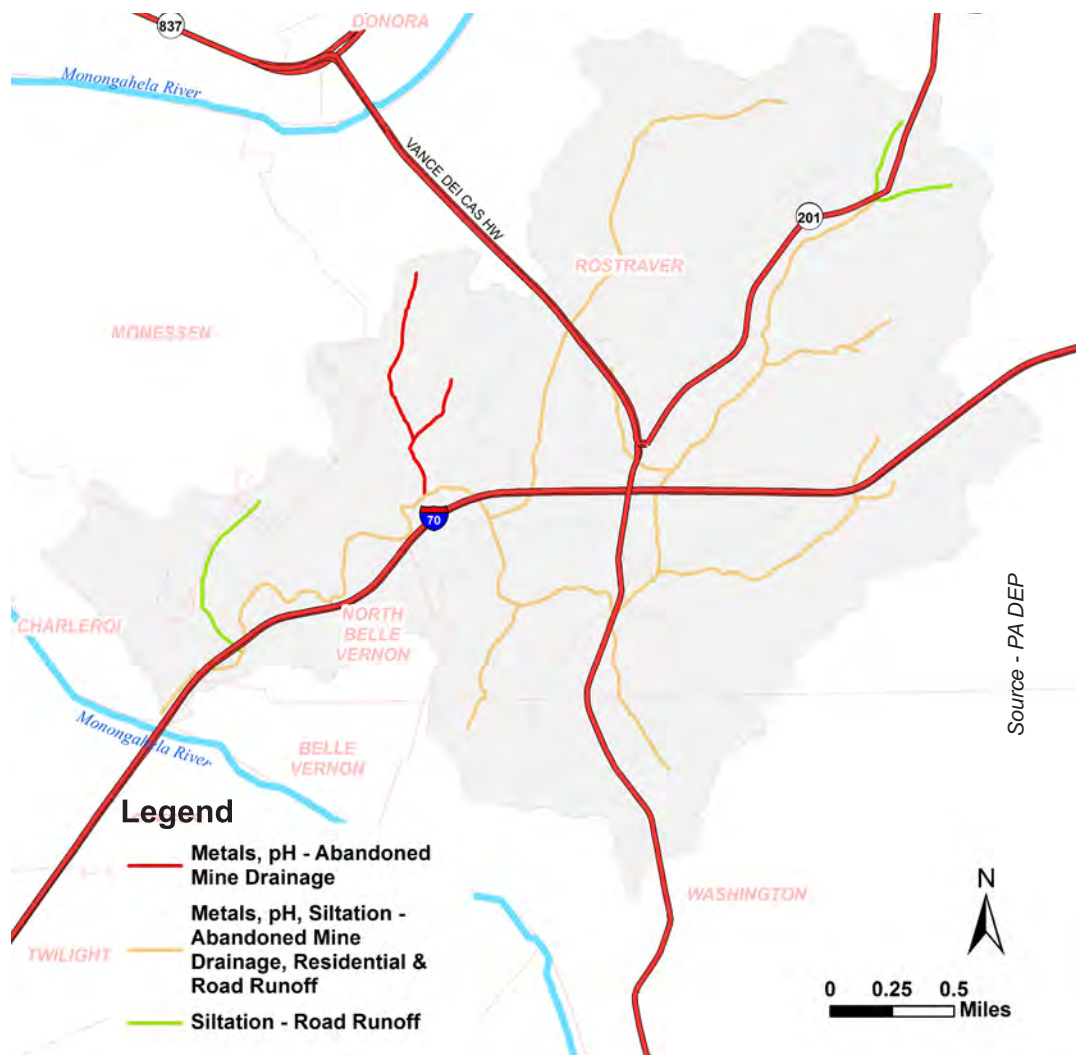 837
DONORA
Monongahela River
VANCE DEI CAS HW
201
ROSTRAVER
MONESSEN
70
CHARLEROI
NORTH
BELLE
VERNON
Source - PA DEP
Monongahela River
BELLE
VERNON
Legend
Metals, pH - Abandoned
Mine Drainage
WASHINGTON
N
Metals, pH, Siltation -
Abandoned Mine
Drainage, Residential &
Road Runoff
TWILIGHT
0 0.25 0.5
Miles
Siltation - Road Runoff